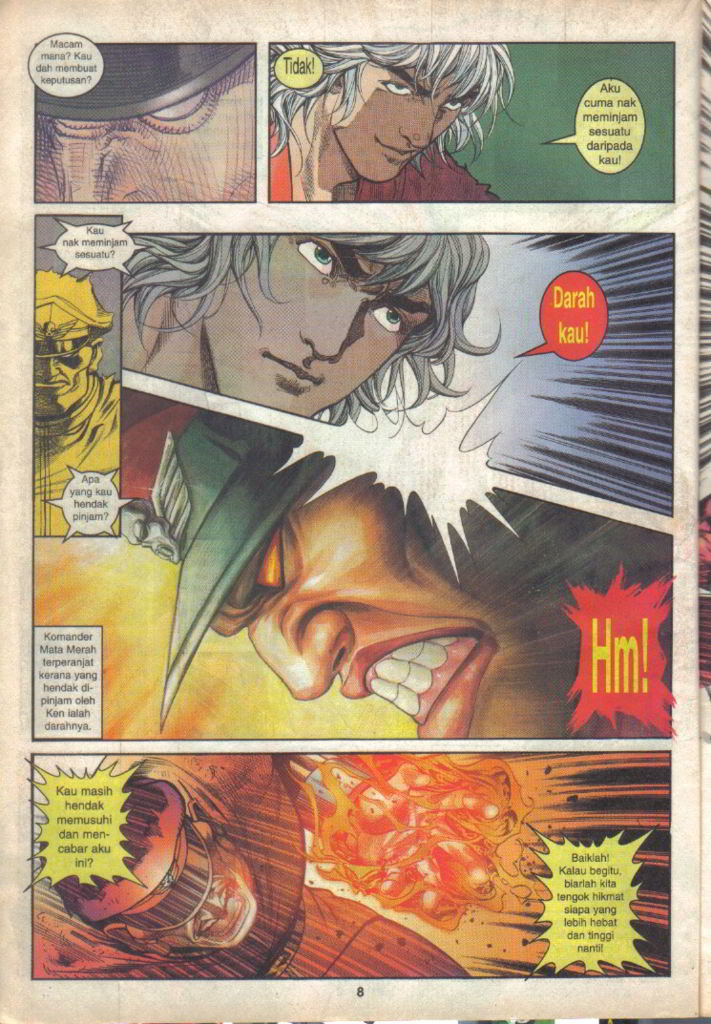 Macam
mana? Kau
dah membuat
keputusan?
Tidak!
Aku
cuma nak
meminjam
sesuatu
daripada
kau!
Kau
nak meminjam
sesuatu?
Darah
kau!
Apa
yang kau
hendak
pinjam?
Komander
Mata Merah
terperanjat
kerana yang
hendak di-
pinjam oleh
Ken ialah
darahnya.
Hm!
Kau masih
hendak
memusuhi
dan men-
cabar aku
ini?
Baiklah!
Kalau begitu,
biarlah kita
tengok hikmat
siapa yang
lebih hebat
dan tinggi
nanti!
8